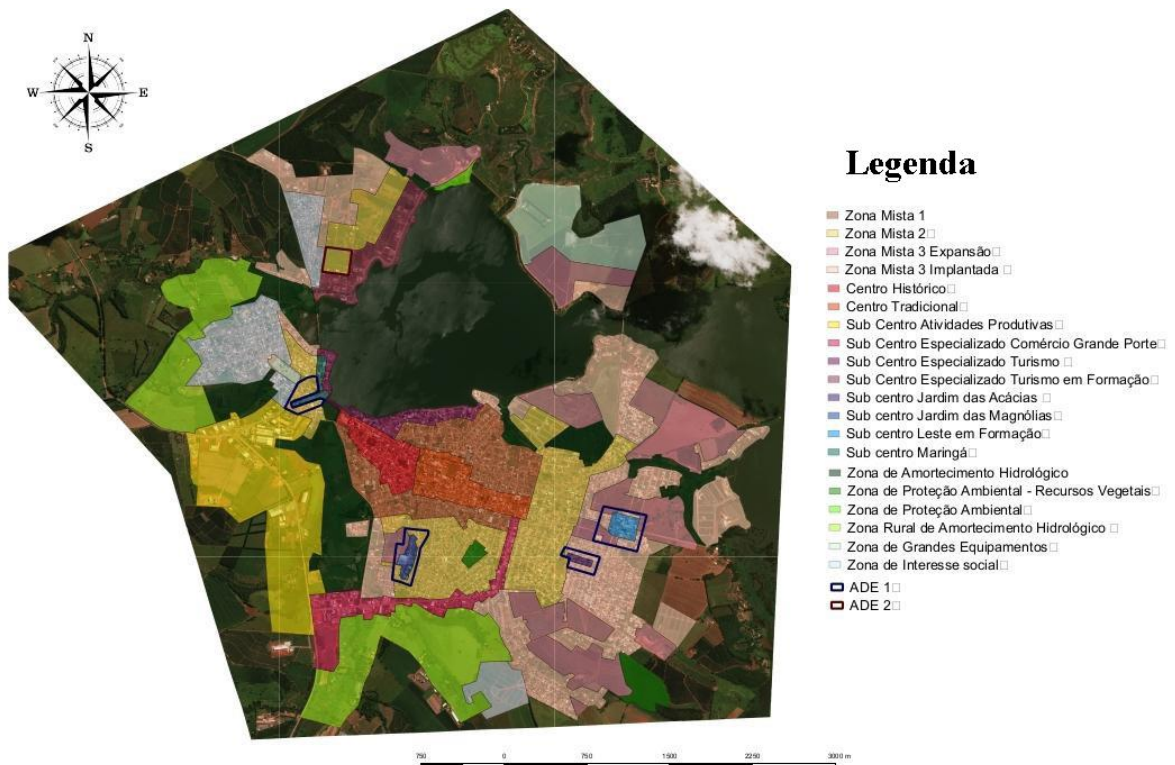 N
W E
S
Legenda
Zona Mista 1
Zona Mista 2
Zona Mista 3 Expansão
Zona Mista 3 Implantada
Centro Histórico
Centro Tradicional
Sub Centro Atividades Produtivas
Sub Centro Especializado Comércio Grande Porte
Sub Centro Especializado Turismo
Sub Centro Especializado Turismo em Formação
Sub centro Jardim das Acácias
Sub centro Jardim das Magnólias
Sub centro Leste em Formação
Sub centro Maringá
Zona de Amortecimento Hidrológico
Zona de Proteção Ambiental - Recursos Vegetais
Zona de Proteção Ambiental
Zona Rural de Amortecimento Hidrológico
Zona de Grandes Equipamentos
Zona de Interesse social
ADE 1
ADE 2
750 0 750 1500 2250 3000 m